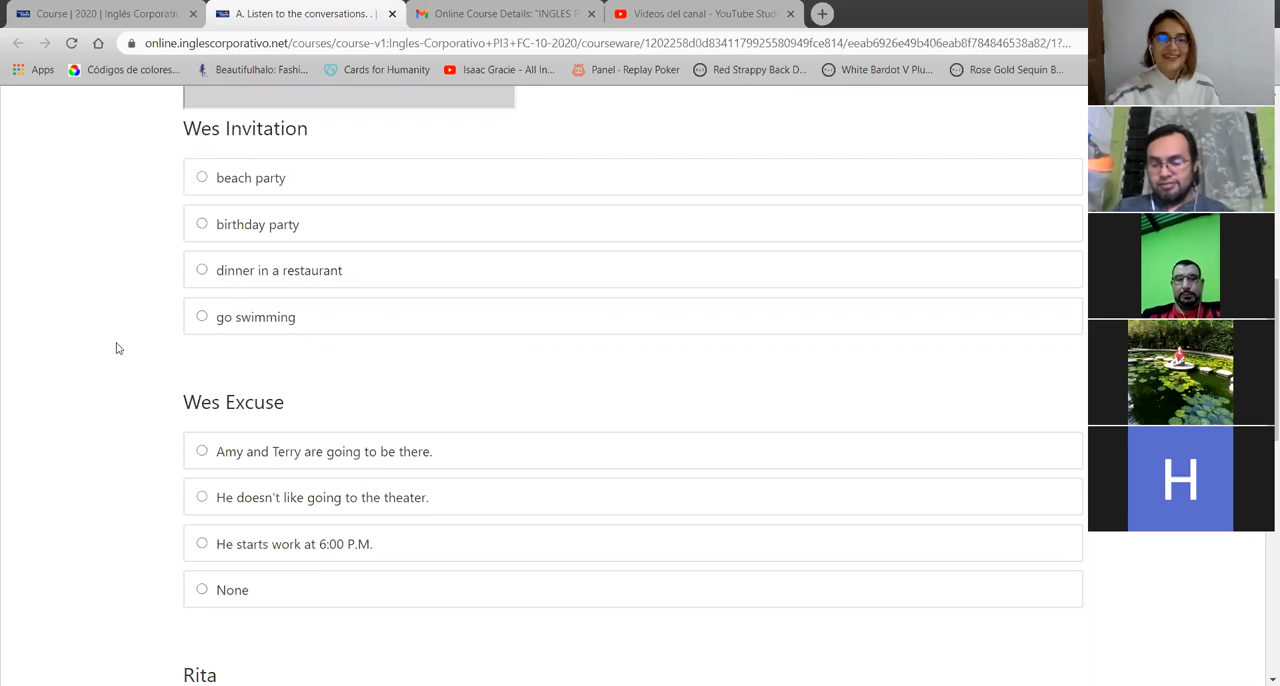 Course | 2020 | Inglés Corporati
A. Listen to the conversations. . |
Online Course Details: "INGLES P
Videos del canal - YouTube Stud
online.inglescorporativo.net/courses/course-v1:Ingles-Corporativo+PI3+FC-10-2020/courseware/1202258d0d8341179925580949fce814/eeab6926e49b406eab8f784846538a82/1?...
Apps
Códigos de colores...
Beautifulhalo: Fashi...
Cards for Humanity
Isaac Gracie - All In...
Panel · Replay Poker
Red Strappy Back D...
White Bardot V Plu...
Rose Gold Sequin B...
Wes Invitation
beach party
birthday party
dinner in a restaurant
go swimming
Wes Excuse
Amy and Terry are going to be there.
He doesn't like going to the theater.
He starts work at 6:00 P.M.
None
Rita
H